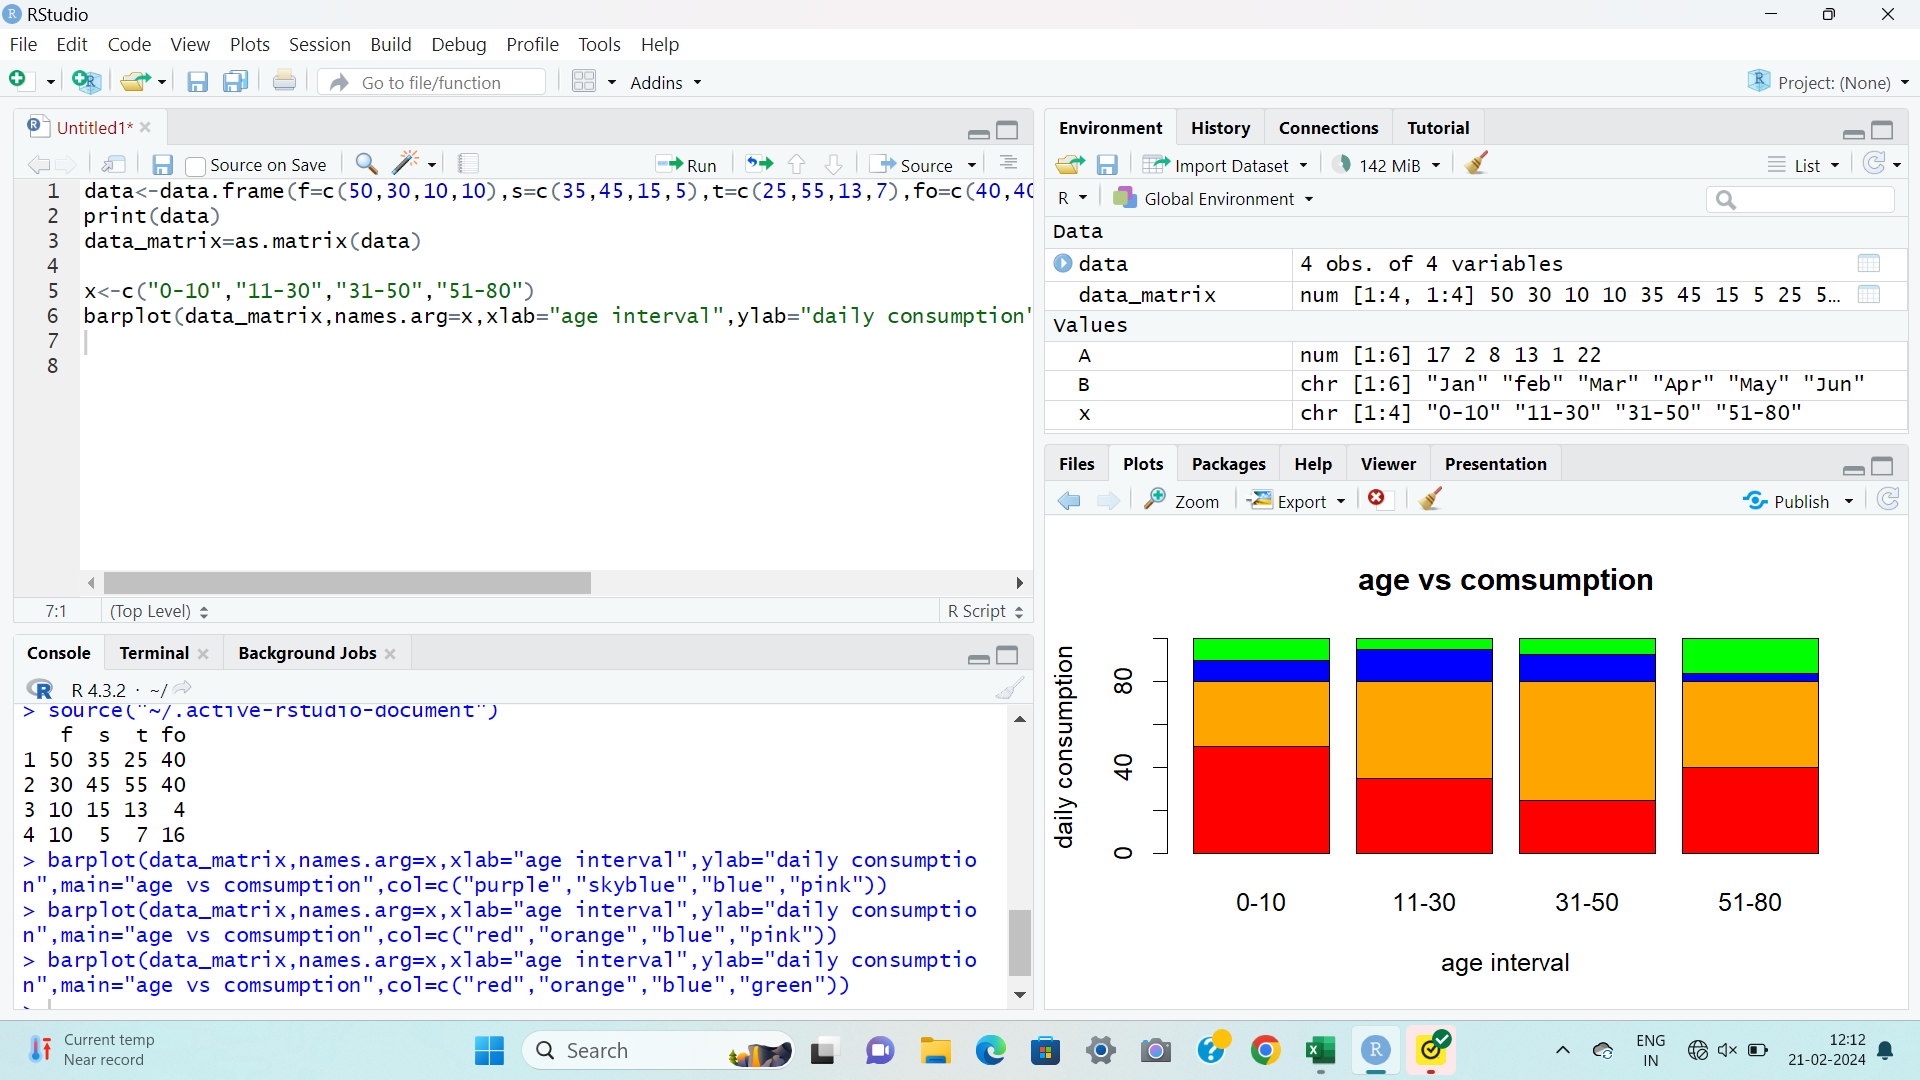 RStudio
File Edit Code View Plots Session Build Debug Profile Tools Help
Go to file/function Addins Project: (None)
Untitled1*
Source on Save Run Source
1 data<-data.frame(f=c(50,30,10,10),s=c(35,45,15,5),t=c(25,55,13,7),fo=c(40,40
2 print(data)
3 data_matrix=as.matrix(data)
4
5 x<-c("0-10","11-30","31-50","51-80")
6 barplot(data_matrix,names.arg=x,xlab="age interval",ylab="daily consumption"
7
8
7:1 (Top Level) R Script
Console Terminal Background Jobs
R 4.3.2 · ~/
> source("~/.active-rstudio-document")
f s t fo
1 50 35 25 40
2 30 45 55 40
3 10 15 13 4
4 10 5 7 16
> barplot(data_matrix,names.arg=x,xlab="age interval",ylab="daily consumptio
n",main="age vs comsumption",col=c("purple","skyblue","blue","pink"))
> barplot(data_matrix,names.arg=x,xlab="age interval",ylab="daily consumptio
n",main="age vs comsumption",col=c("red","orange","blue","pink"))
> barplot(data_matrix,names.arg=x,xlab="age interval",ylab="daily consumptio
n",main="age vs comsumption",col=c("red","orange","blue","green"))
>
Environment History Connections Tutorial
Import Dataset 142 MiB List
R Global Environment
Data
data 4 obs. of 4 variables
data_matrix num [1:4, 1:4] 50 30 10 10 35 45 15 5 25 5...
Values
A num [1:6] 17 2 8 13 1 22
B chr [1:6] "Jan" "feb" "Mar" "Apr" "May" "Jun"
x chr [1:4] "0-10" "11-30" "31-50" "51-80"
Files Plots Packages Help Viewer Presentation
Zoom Export Publish
age vs comsumption
daily consumption
80
40
0
0-10 11-30 31-50 51-80
age interval
Current temp
Near record
Search
ENG
IN
12:12
21-02-2024